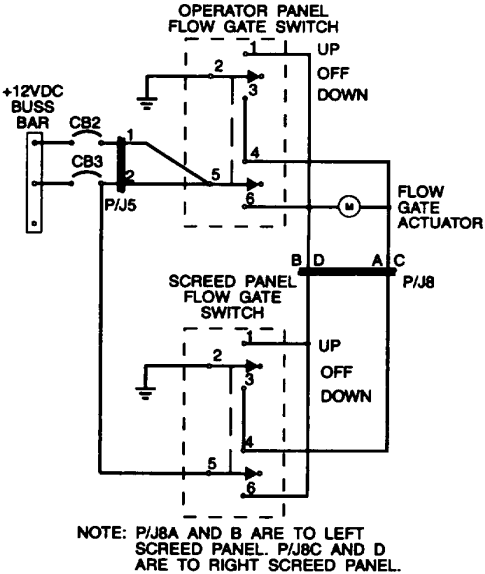 OPERATOR PANEL
FLOW GATE SWITCH
1
UP
2
OFF
3
DOWN
+12VDC
BUSS
BAR
CB2
1
CB3
2
P/J5
4
5
6
M
FLOW
GATE
ACTUATOR
B D
A C
P/J8
SCREED PANEL
FLOW GATE
SWITCH
1
UP
2
OFF
3
DOWN
4
5
6
NOTE: P/J8A AND B ARE TO LEFT
SCREED PANEL. P/J8C AND D
ARE TO RIGHT SCREED PANEL.